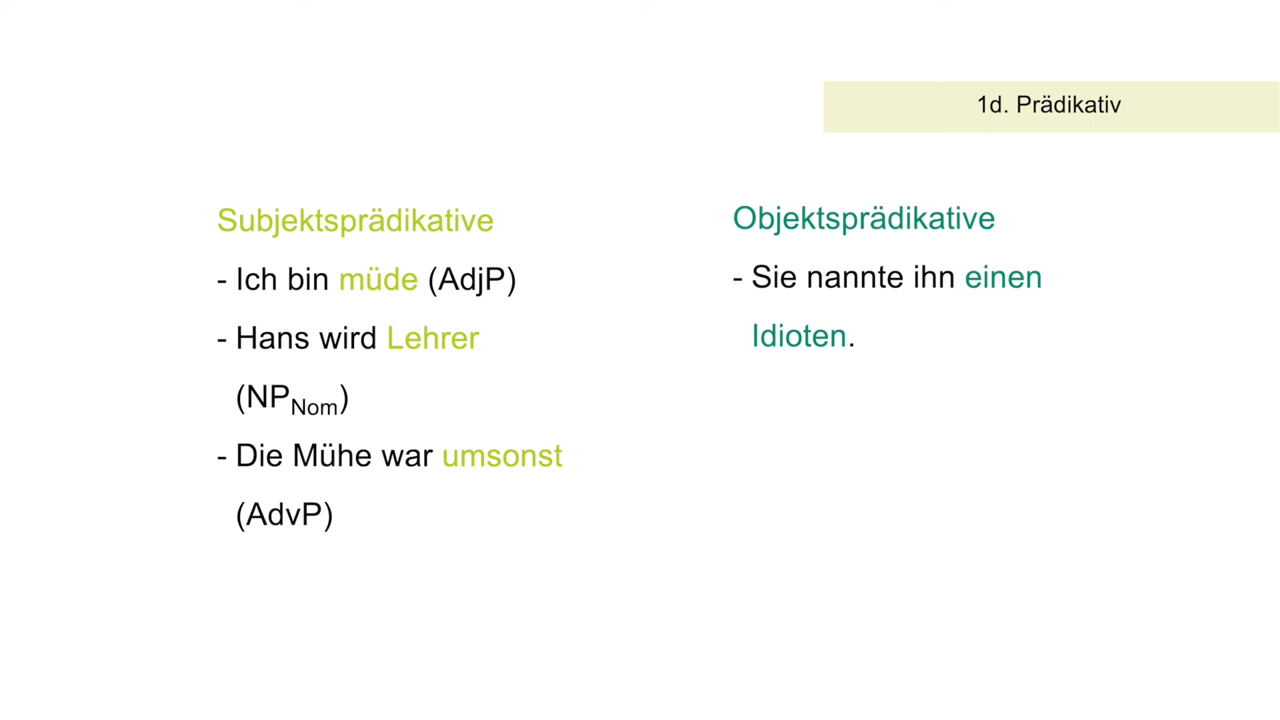 1d. Prädikativ
Subjektsprädikative
- Ich bin müde (AdjP)
- Hans wird Lehrer
(NPNom)
- Die Mühe war umsonst
(AdvP)
Objektsprädikative
- Sie nannte ihn einen
Idioten.